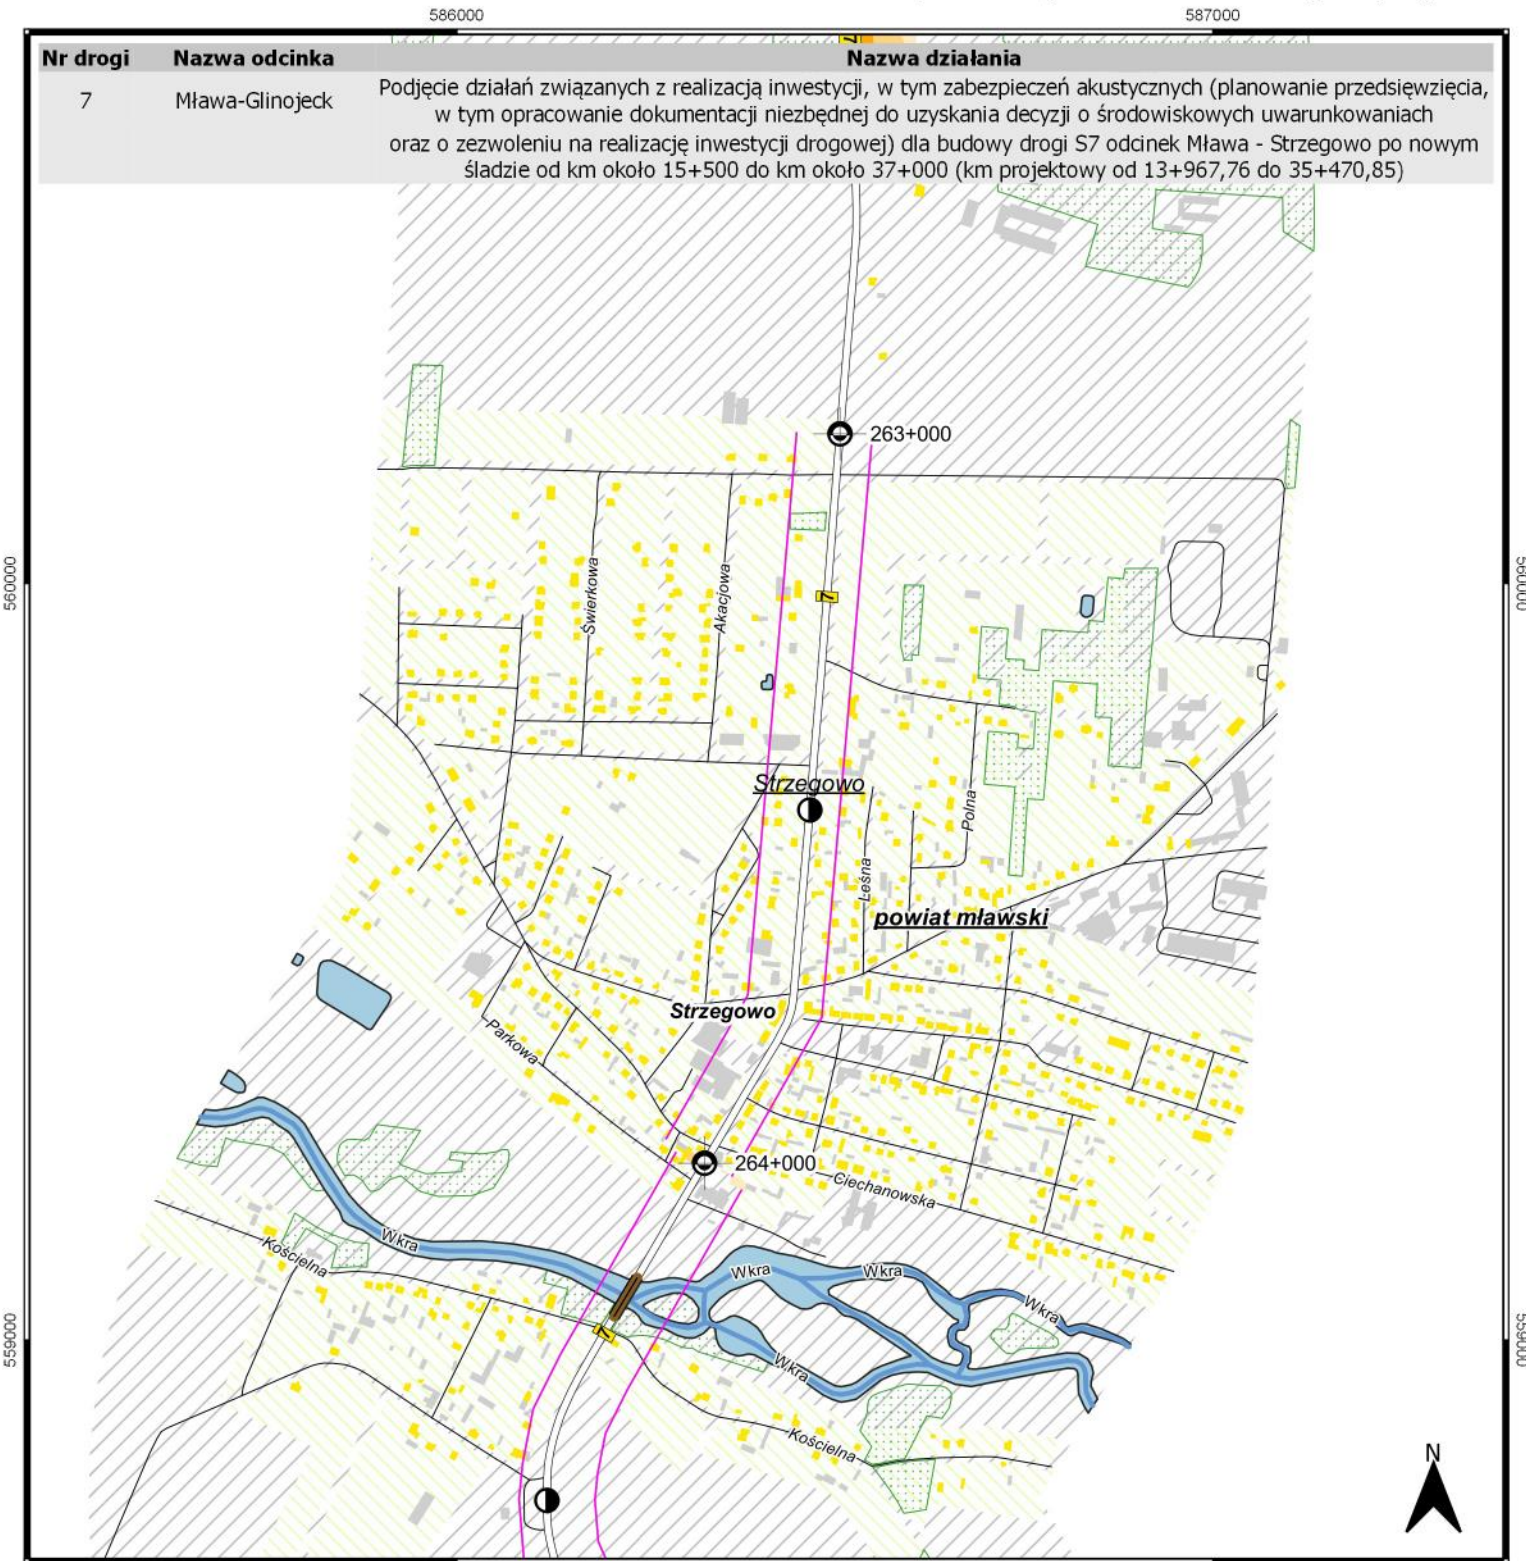 586000 587000
Nr drogi Nazwa odcinka Nazwa działania
7 Mława-Glinojeck Podjęcie działań związanych z realizacją inwestycji, w tym zabezpieczeń akustycznych (planowanie przedsięwzięcia,
w tym opracowanie dokumentacji niezbędnej do uzyskania decyzji o środowiskowych uwarunkowaniach
oraz o zezwoleniu na realizację inwestycji drogowej) dla budowy drogi S7 odcinek Mława - Strzegowo po nowym
śladzie od km około 15+500 do km około 37+000 (km projektowy od 13+967,76 do 35+470,85)
7
263+000
560000
560000
Świerkowa
Akacjowa
7
Strzegowo
Polna
Leśna
powiat mławski
Strzegowo
Parkowa
264+000
Ciechanowska
Wkra
Kościelna
Wkra
Wkra
Wkra
7
Wkra
559000
559000
Kościelna
N